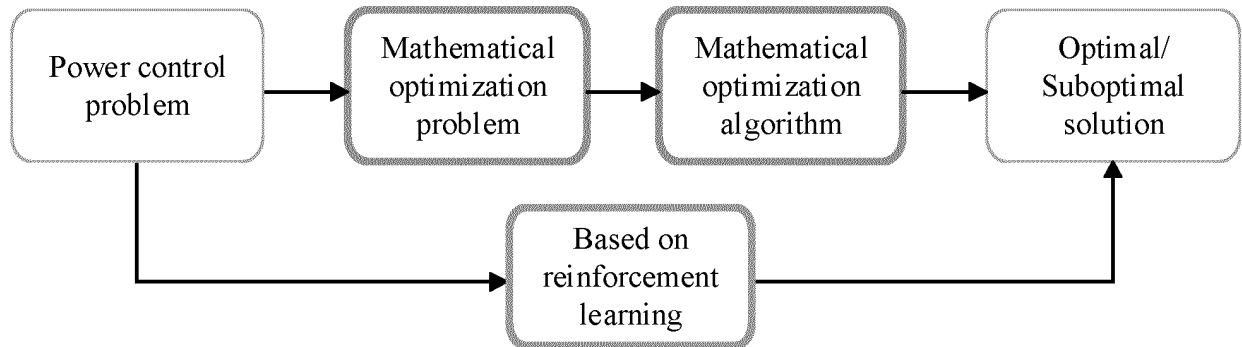 Power control
problem
Mathematical
optimization
problem
Mathematical
optimization
algorithm
Optimal/
Suboptimal
solution
Based on
reinforcement
learning